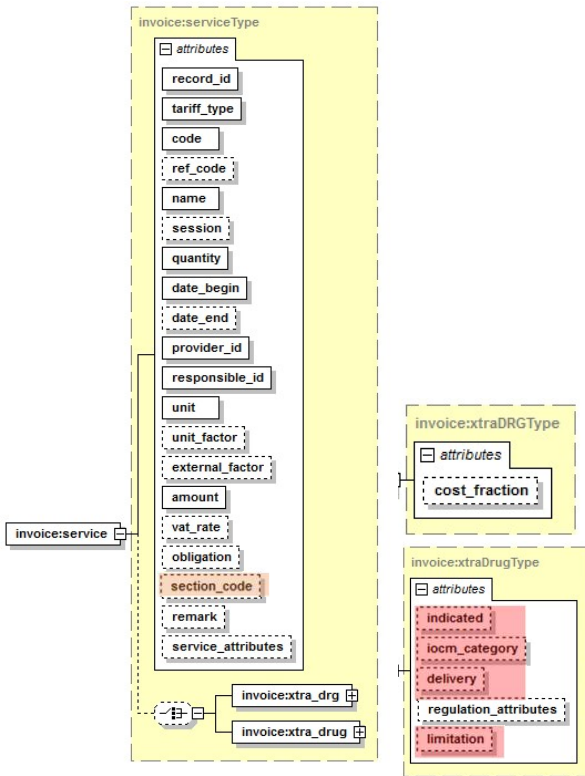 invoice:serviceType
attributes
record_id
tariff_type
code
ref_code
name
session
quantity
date_begin
date_end
provider_id
responsible_id
unit
unit_factor
external_factor
amount
vat_rate
obligation
section_code
remark
service_attributes
invoice:service
invoice:xtra_drg
invoice:xtra_drug
invoice:xtraDRGType
attributes
cost_fraction
invoice:xtraDrugType
attributes
indicated
iocm_category
delivery
regulation_attributes
limitation